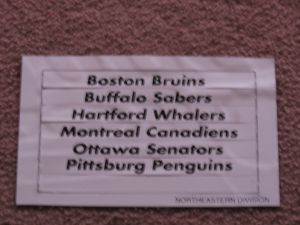 Boston Bruins
Buffalo Sabers
Hartford Whalers
Montreal Canadiens
Ottawa Senators
Pittsburg Penguins
NORTHEASTERN DIVISION